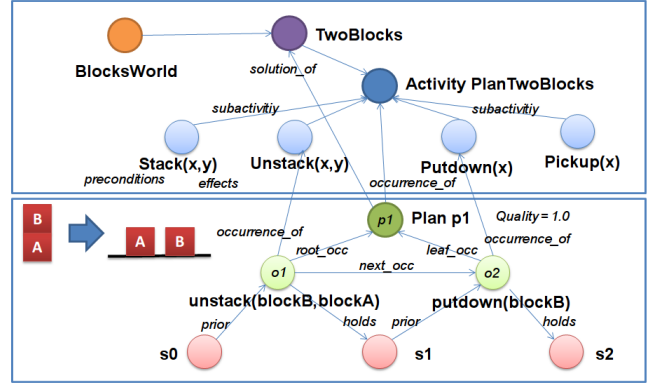 TwoBlocks
BlocksWorld
solution_of
Activity PlanTwoBlocks
subactivitiy
subactivitiy
Stack(x,y)
Unstack(x,y)
Putdown(x)
Pickup(x)
preconditions
effects
occurrence_of
B
A
A
B
p1
Plan p1
Quality = 1.0
occurrence_of
root_occ
leaf_occ
occurrence_of
o1
next_occ
o2
unstack(blockB,blockA)
putdown(blockB)
prior
holds
prior
holds
s0
s1
s2